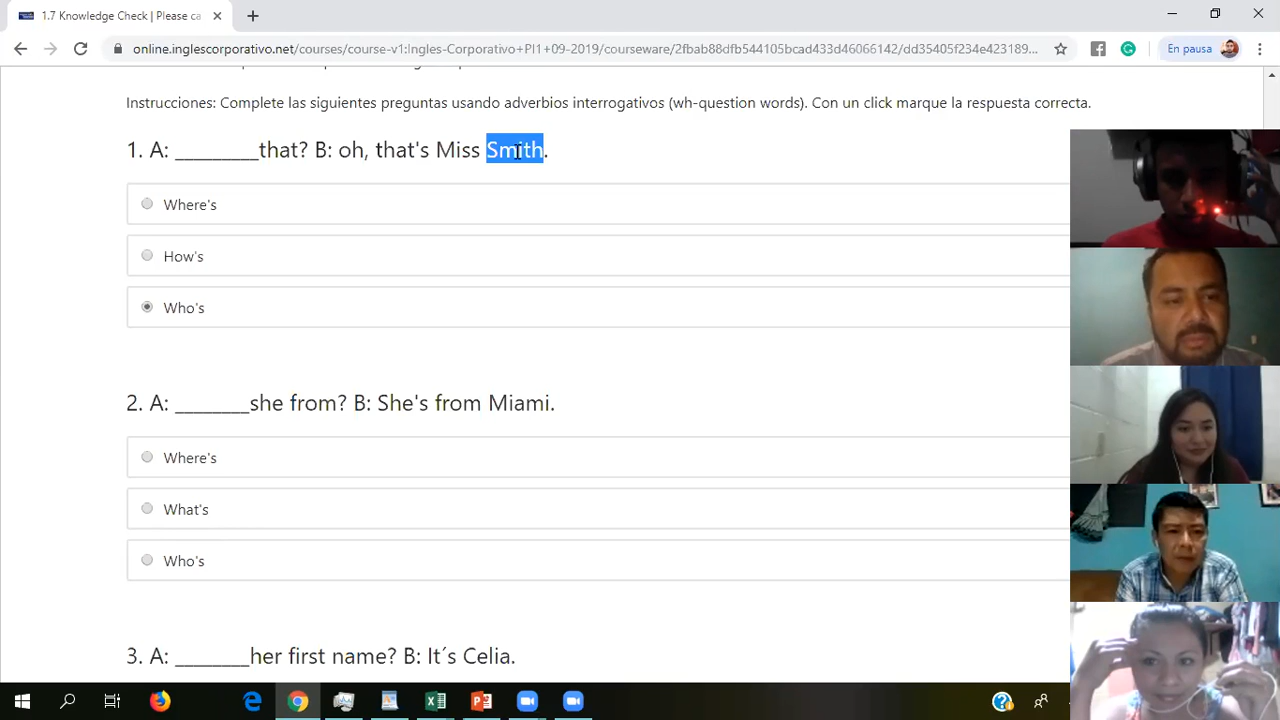 1.7 Knowledge Check | Please ca
online.inglescorporativo.net/courses/course-v1:Ingles-Corporativo+PI1+09-2019/courseware/2fbab88dfb544105bcad433d46066142/dd35405f234e423189...
En pausa
Instrucciones: Complete las siguientes preguntas usando adverbios interrogativos (wh-question words). Con un click marque la respuesta correcta.
1. A: _________that? B: oh, that's Miss Smith.
Where's
How's
Who's
2. A: ________she from? B: She's from Miami.
Where's
What's
Who's
3. A: ________her first name? B: It´s Celia.